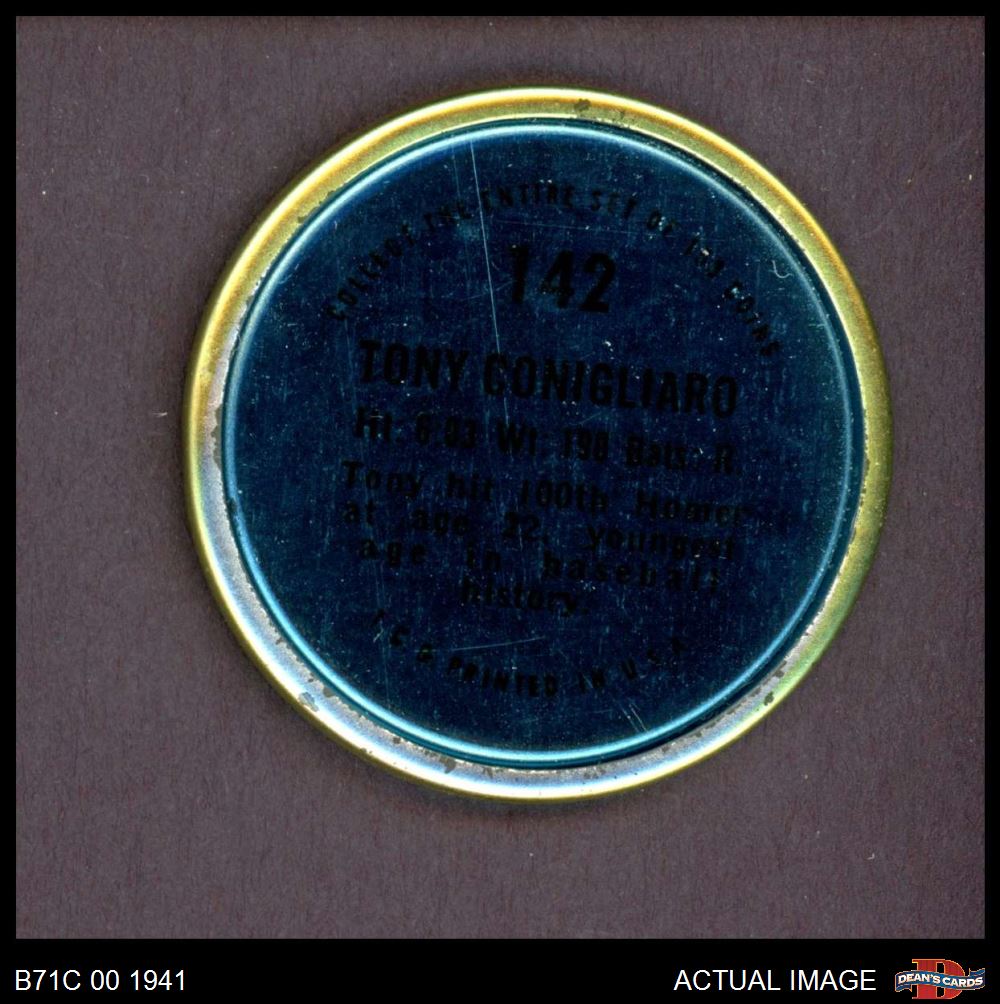 COLLECT THE ENTIRE SET OF 153 COINS
142
TONY CONIGLIARO
Ht. 6'03 Wt. 190 Bats: R
Tony hit 100th Homer
at age 22, youngest
age in baseball
history.
T.C.G. PRINTED IN U.S.A.
B71C 00 1941
ACTUAL IMAGE
DEAN'S CARDS